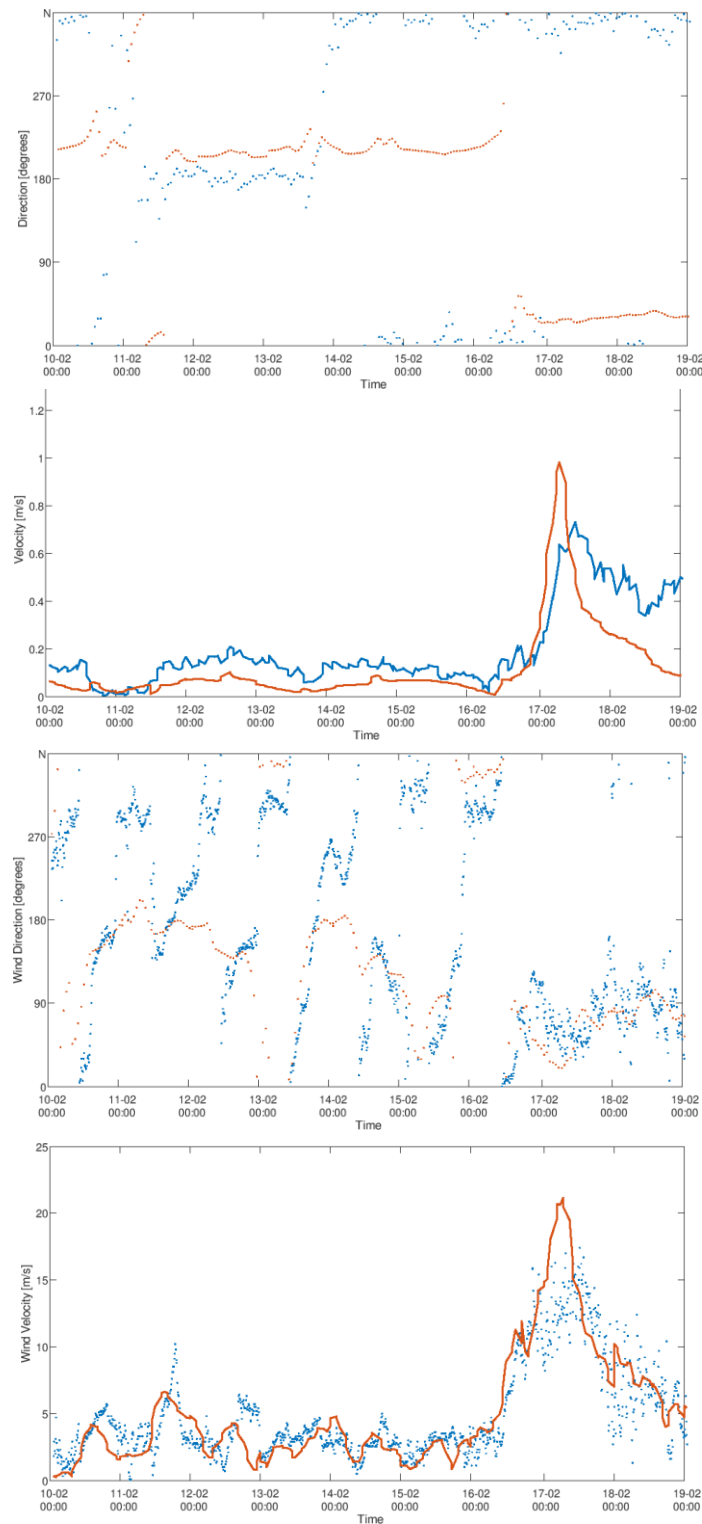 N
270
180
90
0
Direction [degrees]
10-02 11-02 12-02 13-02 14-02 15-02 16-02 17-02 18-02 19-02
00:00 00:00 00:00 00:00 00:00 00:00 00:00 00:00 00:00 00:00
Time
1.2
1
0.8
0.6
0.4
0.2
0
Velocity [m/s]
10-02 11-02 12-02 13-02 14-02 15-02 16-02 17-02 18-02 19-02
00:00 00:00 00:00 00:00 00:00 00:00 00:00 00:00 00:00 00:00
Time
N
270
180
90
0
Wind Direction [degrees]
10-02 11-02 12-02 13-02 14-02 15-02 16-02 17-02 18-02 19-02
00:00 00:00 00:00 00:00 00:00 00:00 00:00 00:00 00:00 00:00
Time
25
20
15
10
5
0
Wind Velocity [m/s]
10-02 11-02 12-02 13-02 14-02 15-02 16-02 17-02 18-02 19-02
00:00 00:00 00:00 00:00 00:00 00:00 00:00 00:00 00:00 00:00
Time